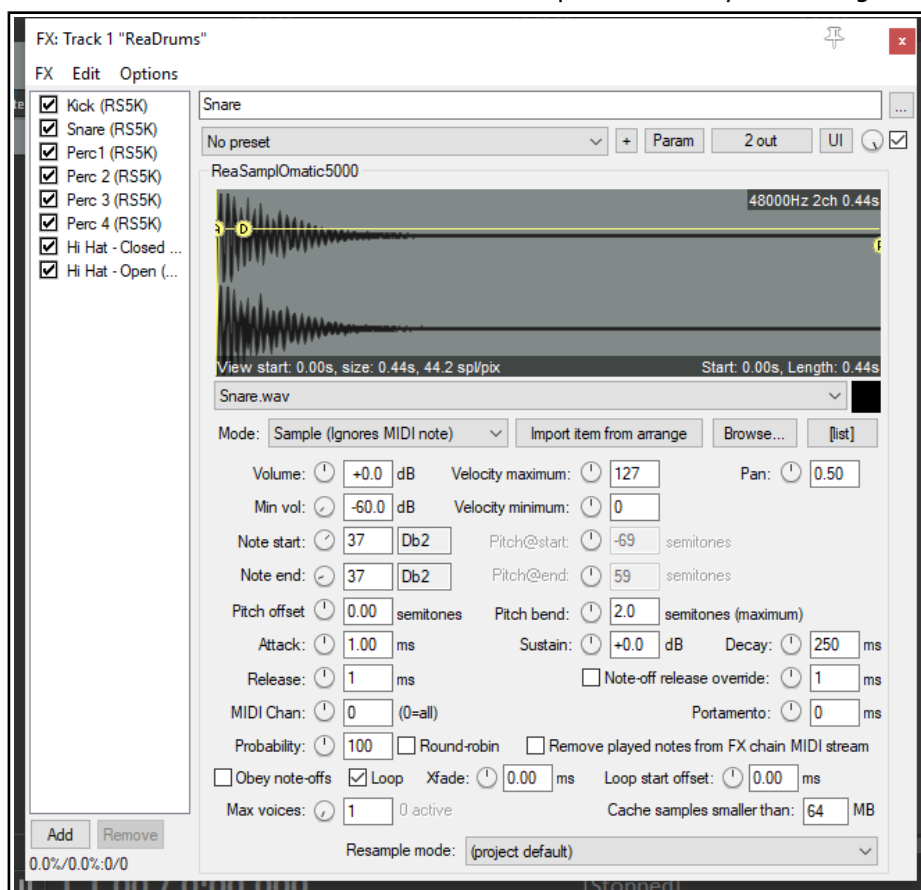 FX: Track 1 "ReaDrums"
x
FX Edit Options
Kick (RS5K)
Snare (RS5K)
Perc1 (RS5K)
Perc 2 (RS5K)
Perc 3 (RS5K)
Perc 4 (RS5K)
Hi Hat - Closed ...
Hi Hat - Open (...
Add Remove
0.0%/0.0%:0/0
Snare ...
No preset + Param 2 out UI
ReaSamplOmatic5000
48000Hz 2ch 0.44s
D
View start: 0.00s, size: 0.44s, 44.2 spl/pix Start: 0.00s, Length: 0.44s
Snare.wav
Mode: Sample (Ignores MIDI note) Import item from arrange Browse... [list]
Volume: +0.0 dB Velocity maximum: 127 Pan: 0.50
Min vol: -60.0 dB Velocity minimum: 0
Note start: 37 Db2 Pitch@start: -69 semitones
Note end: 37 Db2 Pitch@end: 59 semitones
Pitch offset 0.00 semitones Pitch bend: 2.0 semitones (maximum)
Attack: 1.00 ms Sustain: +0.0 dB Decay: 250 ms
Release: 1 ms Note-off release override: 1 ms
MIDI Chan: 0 (0=all) Portamento: 0 ms
Probability: 100 Round-robin Remove played notes from FX chain MIDI stream
Obey note-offs Loop Xfade: 0.00 ms Loop start offset: 0.00 ms
Max voices: 1 0 active Cache samples smaller than: 64 MB
Resample mode: (project default)
[Stopped]